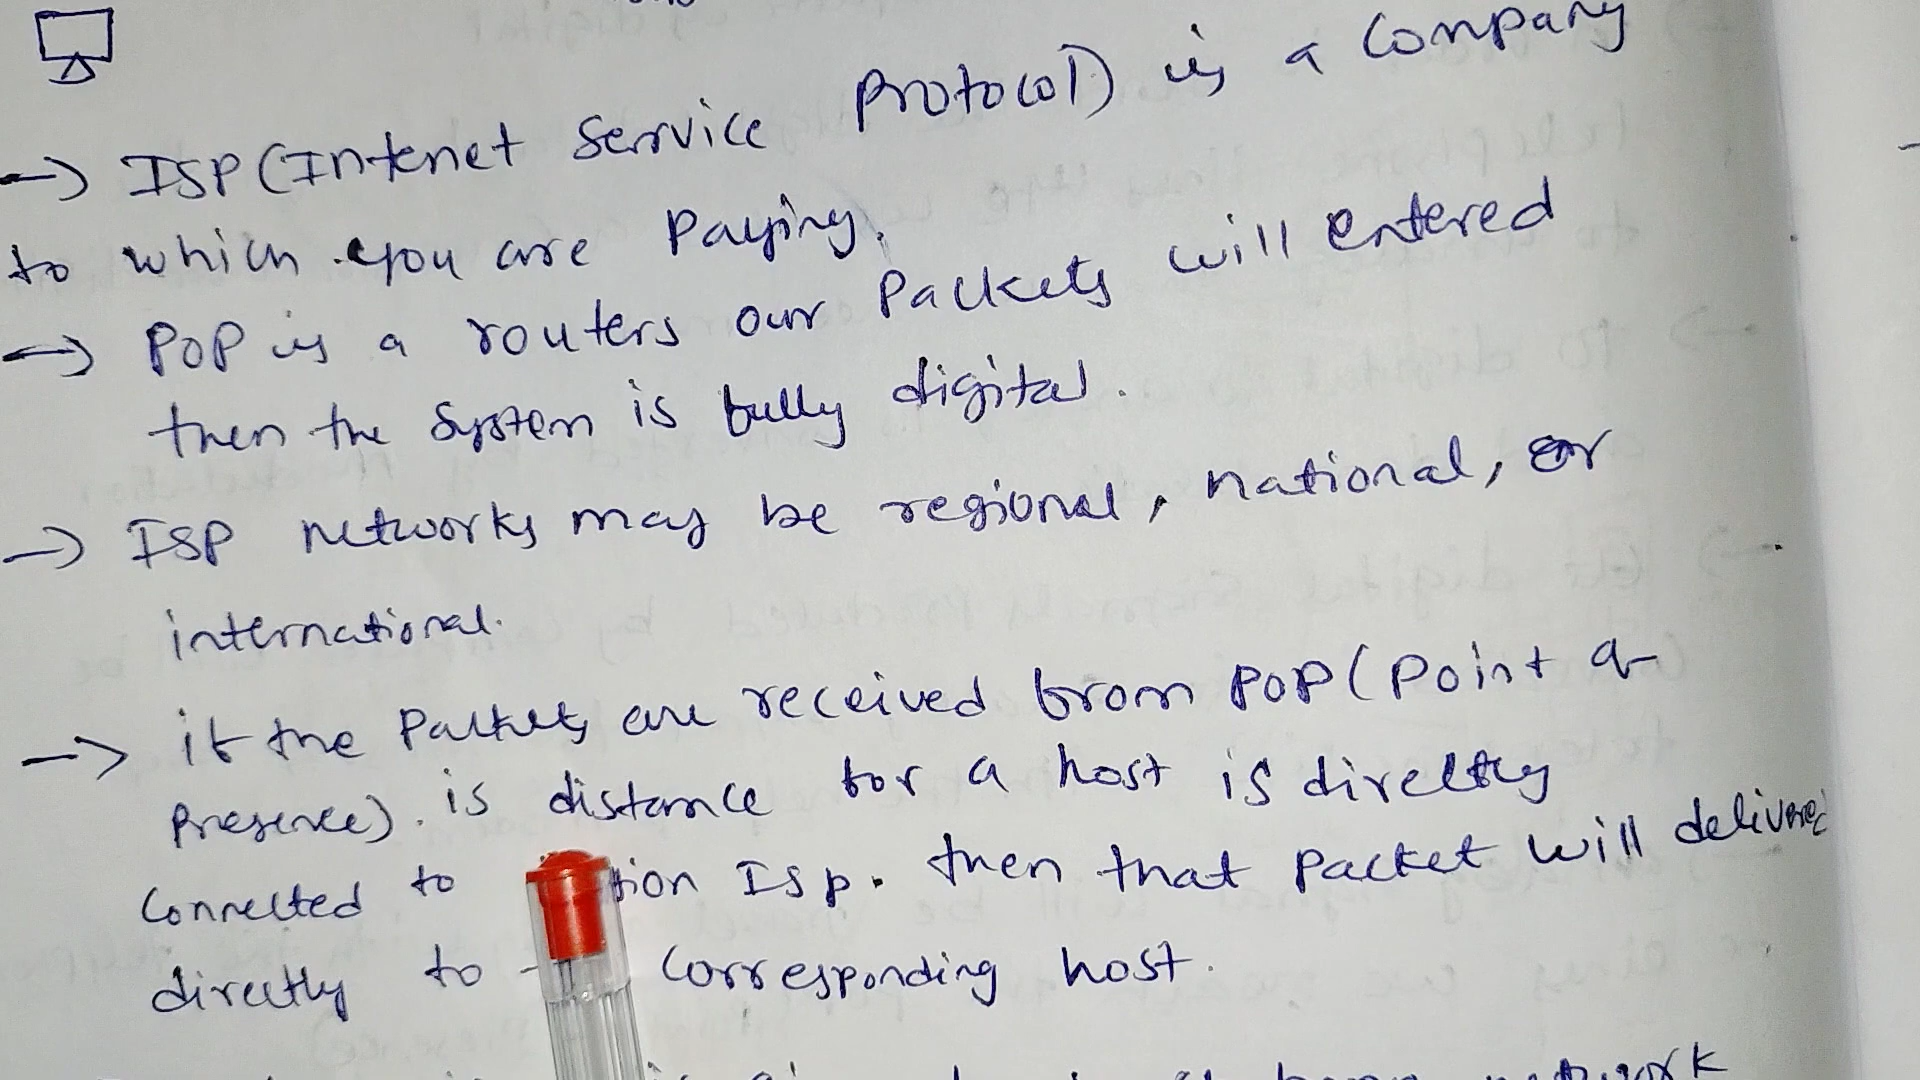 -> ISP (Intenet Service Protocol) is a Company
to which you are Paying.
-> POP is a routers our Packets will entered
then the System is fully digital.
-> ISP networks may be regional, national, or
international.
-> if the Packets are received from POP (Point of
Presence). is distance for a host is directly
Connected to tion Isp. then that Packet will delivered
directly to corresponding host.
network